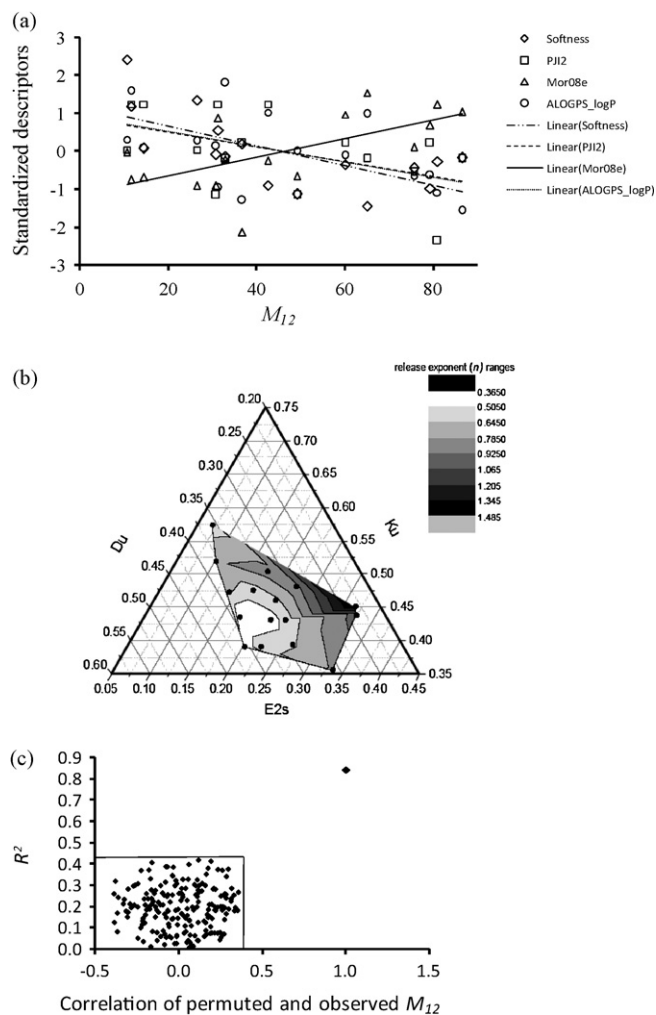 (a)
Standardized descriptors
3
2
1
0
-1
-2
-3
0 20 40 60 80
M12
Softness
PJI2
Mor08e
ALOGPS_logP
Linear(Softness)
Linear(PJI2)
Linear(Mor08e)
Linear(ALOGPS_logP)
(b)
release exponent (n) ranges
0.3650
0.5050
0.6450
0.7850
0.9250
1.065
1.205
1.345
1.485
0.20 0.75
0.25 0.70
0.30 0.65
0.35 0.60
0.40 0.55
Du Ku
0.45 0.50
0.50 0.45
0.55 0.40
0.60 0.35
0.05 0.10 0.15 0.20 0.25 0.30 0.35 0.40 0.45
E2s
(c)
R2
0.9
0.8
0.7
0.6
0.5
0.4
0.3
0.2
0.1
0.0
-0.5 0.0 0.5 1.0 1.5
Correlation of permuted and observed M12